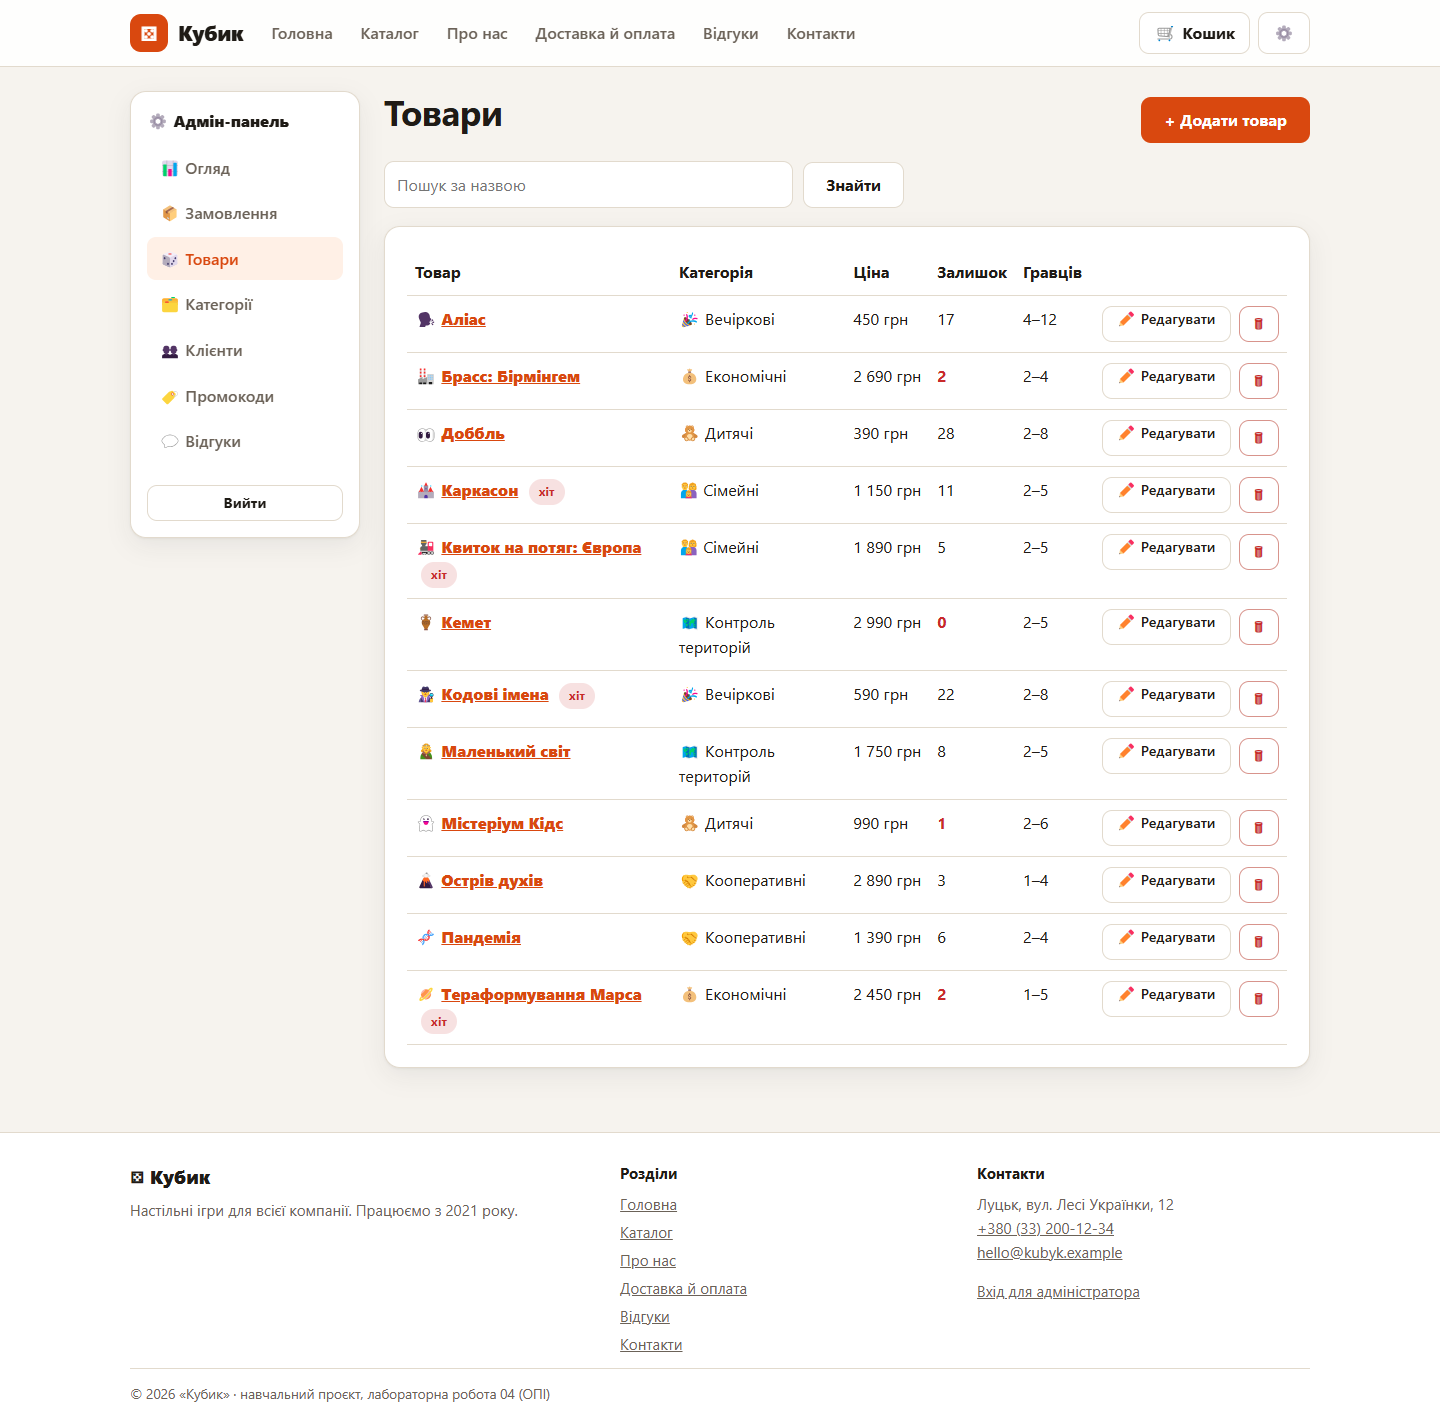 Кубик
Головна
Каталог
Про нас
Доставка й оплата
Відгуки
Контакти
Кошик
Адмін-панель
Огляд
Замовлення
Товари
Категорії
Клієнти
Промокоди
Відгуки
Вийти
Товари
+ Додати товар
Пошук за назвою
Знайти
Товар Категорія Ціна Залишок Гравців
Аліас Вечіркові 450 грн 17 4–12 Редагувати
Брасс: Бірмінгем Економічні 2 690 грн 2 2–4 Редагувати
Доббль Дитячі 390 грн 28 2–8 Редагувати
Каркасон хіт Сімейні 1 150 грн 11 2–5 Редагувати
Квиток на потяг: Європа Сімейні 1 890 грн 5 2–5 Редагувати
хіт
Кемет Контроль 2 990 грн 0 2–5 Редагувати
територій
Кодові імена хіт Вечіркові 590 грн 22 2–8 Редагувати
Маленький світ Контроль 1 750 грн 8 2–5 Редагувати
територій
Містеріум Кідс Дитячі 990 грн 1 2–6 Редагувати
Острів духів Кооперативні 2 890 грн 3 1–4 Редагувати
Пандемія Кооперативні 1 390 грн 6 2–4 Редагувати
Тераформування Марса Економічні 2 450 грн 2 1–5 Редагувати
хіт
Кубик
Настільні ігри для всієї компанії. Працюємо з 2021 року.
Розділи
Головна
Каталог
Про нас
Доставка й оплата
Відгуки
Контакти
Контакти
Луцьк, вул. Лесі Українки, 12
+380 (33) 200-12-34
hello@kubyk.example
Вхід для адміністратора
© 2026 «Кубик» · навчальний проєкт, лабораторна робота 04 (ОПІ)